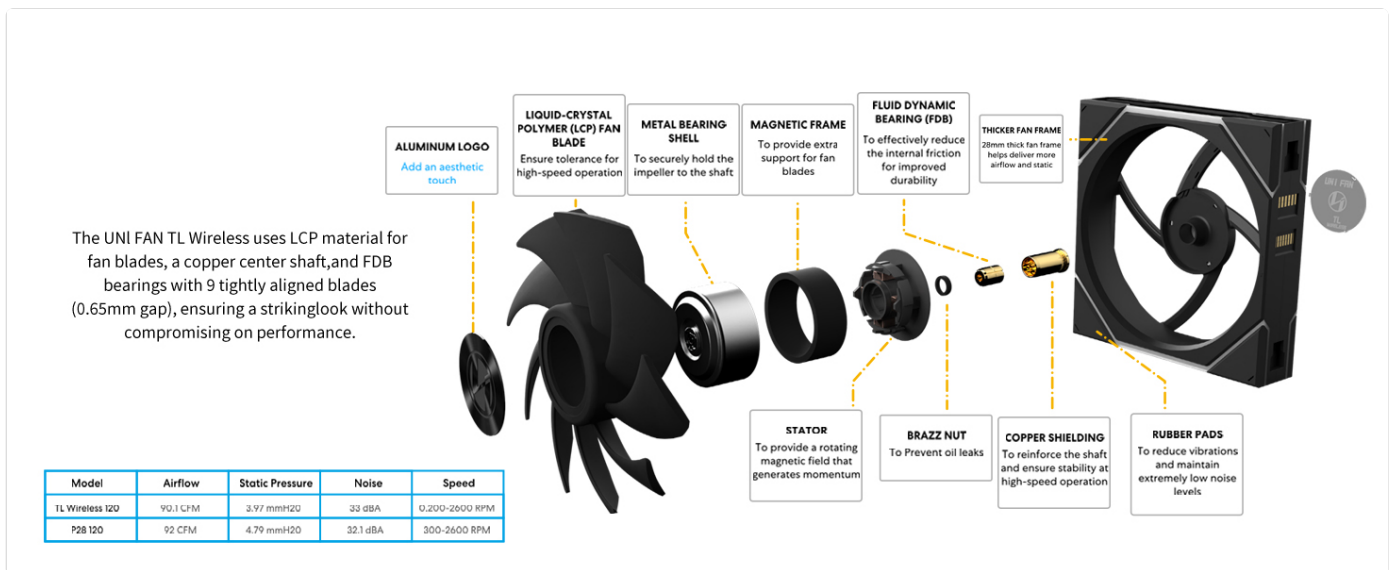 ALUMINUM LOGO
Add an aesthetic
touch
LIQUID-CRYSTAL
POLYMER (LCP) FAN
BLADE
Ensure tolerance for
high-speed operation
METAL BEARING
SHELL
To securely hold the
impeller to the shaft
MAGNETIC FRAME
To provide extra
support for fan
blades
FLUID DYNAMIC
BEARING (FDB)
To effectively reduce
the internal friction
for improved
durability
THICKER FAN FRAME
28mm thick fan frame
helps deliver more
airflow and static
UNI FAN
TL
The UNI FAN TL Wireless uses LCP material for
fan blades, a copper center shaft,and FDB
bearings with 9 tightly aligned blades
(0.65mm gap), ensuring a strikinglook without
compromising on performance.
STATOR
To provide a rotating
magnetic field that
generates momentum
BRAZZ NUT
To Prevent oil leaks
COPPER SHIELDING
To reinforce the shaft
and ensure stability at
high-speed operation
RUBBER PADS
To reduce vibrations
and maintain
extremely low noise
levels
Model Airflow Static Pressure Noise Speed
TL Wireless 120 90.1 CFM 3.97 mmH20 33 dBA 0,200-2600 RPM
P28 120 92 CFM 4.79 mmH20 32.1 dBA 300-2600 RPM